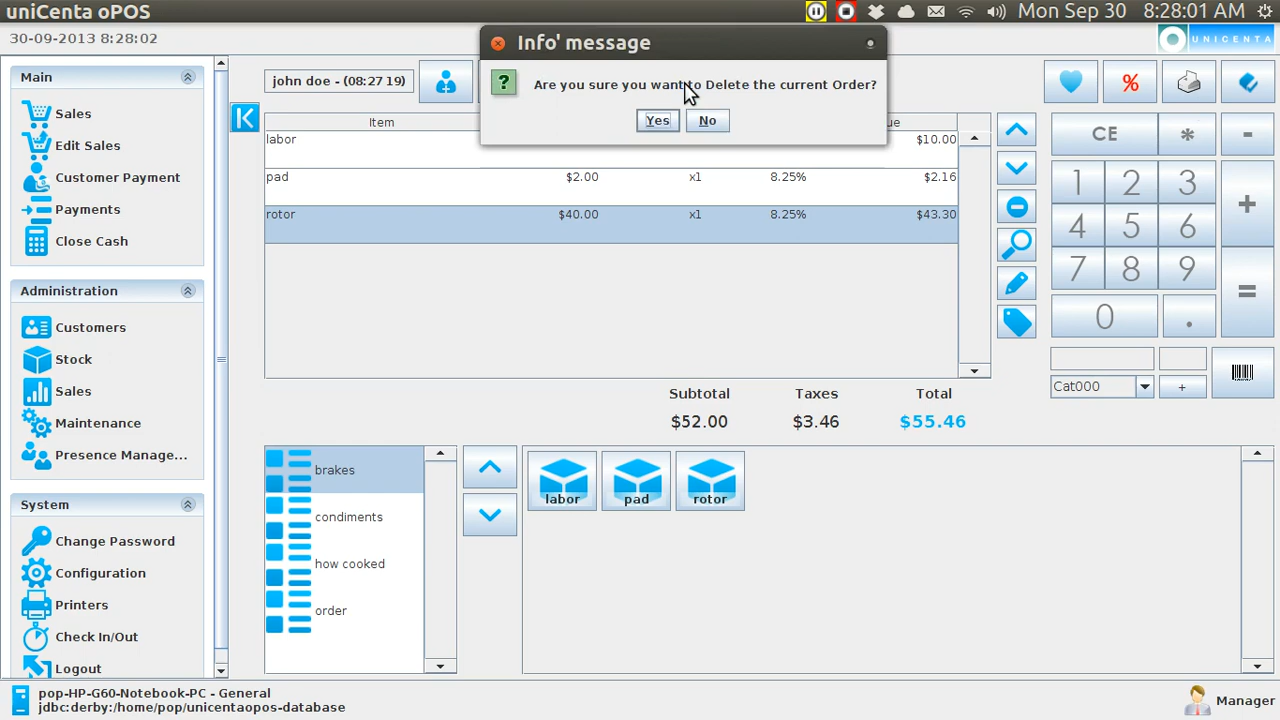 uniCenta oPOS
Mon Sep 30 8:28:01 AM
30-09-2013 8:28:02
UNICENTA
Info' message
?
Are you sure you want to Delete the current Order?
Yes
No
Main
Sales
Edit Sales
Customer Payment
Payments
Close Cash
Administration
Customers
Stock
Sales
Maintenance
Presence Manage...
System
Change Password
Configuration
Printers
Check In/Out
Logout
john doe - (08:27 19)
Item
ue
labor $10.00
pad $2.00 x1 8.25% $2.16
rotor $40.00 x1 8.25% $43.30
Subtotal Taxes Total
$52.00 $3.46 $55.46
%
CE * -
1 2 3 +
4 5 6
7 8 9 =
0 .
Cat000 +
brakes
condiments
how cooked
order
labor pad rotor
pop-HP-G60-Notebook-PC - General
jdbc:derby:/home/pop/unicentaopos-database
Manager